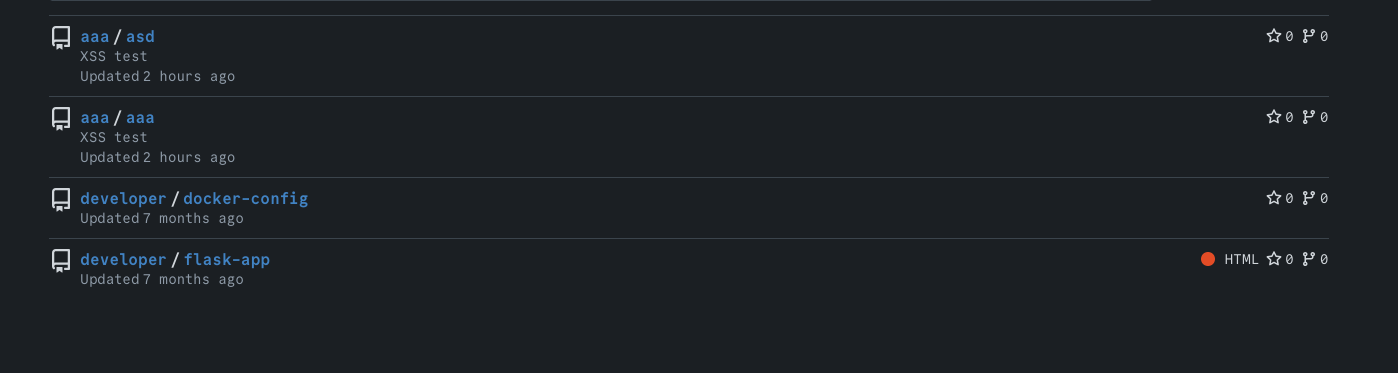 aaa / asd 0 0
XSS test
Updated 2 hours ago
aaa / aaa 0 0
XSS test
Updated 2 hours ago
developer / docker-config 0 0
Updated 7 months ago
developer / flask-app HTML 0 0
Updated 7 months ago